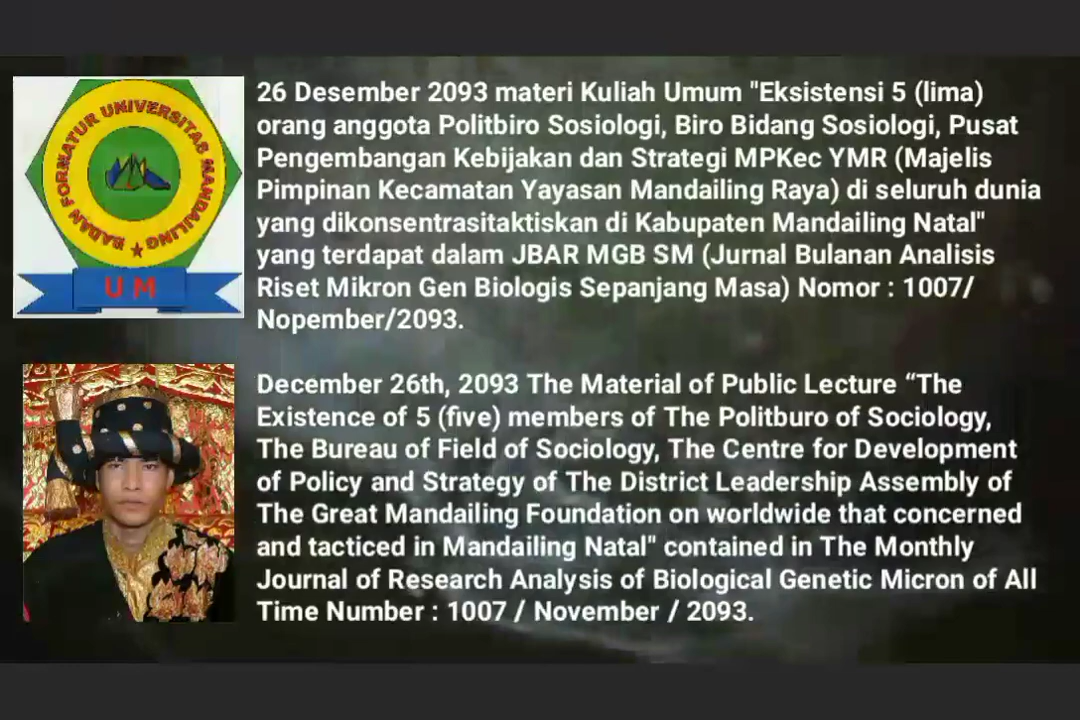 BADAN FORMATUR UNIVERSITAS MANDAILING
UM
26 Desember 2093 materi Kuliah Umum "Eksistensi 5 (lima)
orang anggota Politbiro Sosiologi, Biro Bidang Sosiologi, Pusat
Pengembangan Kebijakan dan Strategi MPKec YMR (Majelis
Pimpinan Kecamatan Yayasan Mandailing Raya) di seluruh dunia
yang dikonsentrasitaktiskan di Kabupaten Mandailing Natal"
yang terdapat dalam JBAR MGB SM (Jurnal Bulanan Analisis
Riset Mikron Gen Biologis Sepanjang Masa) Nomor : 1007/
Nopember/2093.
December 26th, 2093 The Material of Public Lecture “The
Existence of 5 (five) members of The Politburo of Sociology,
The Bureau of Field of Sociology, The Centre for Development
of Policy and Strategy of The District Leadership Assembly of
The Great Mandailing Foundation on worldwide that concerned
and tacticed in Mandailing Natal" contained in The Monthly
Journal of Research Analysis of Biological Genetic Micron of All
Time Number : 1007 / November / 2093.